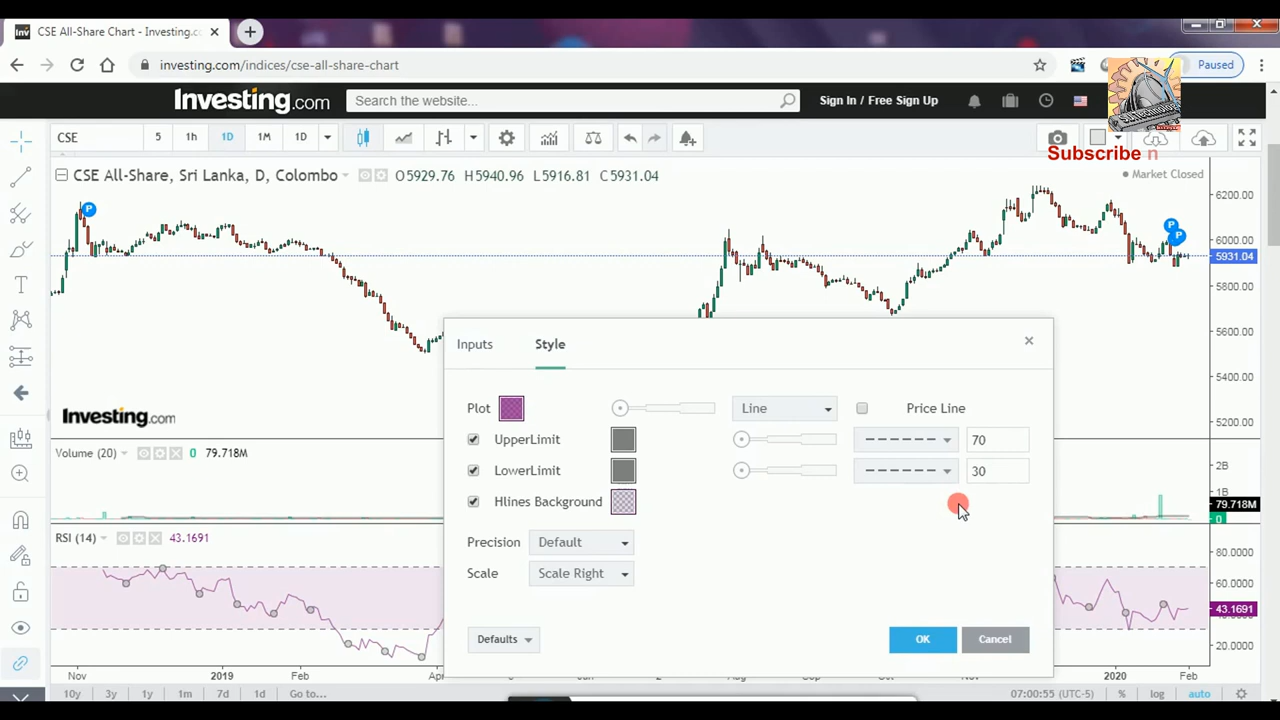 CSE All-Share Chart - Investing.c
investing.com/indices/cse-all-share-chart
Paused
Investing.com
Search the website...
Sign In / Free Sign Up
CSE
5
1h
1D
1M
1D
Subscribe n
CSE All-Share, Sri Lanka, D, Colombo
O5929.76 H5940.96 L5916.81 C5931.04
Market Closed
P
P
P
6200.00
6000.00
5931.04
5800.00
5600.00
5400.00
5200.00
Investing.com
Volume (20)
0 79.718M
2B
1B
79.718M
0
RSI (14)
43.1691
80.0000
60.0000
43.1691
20.0000
Inputs
Style
Plot
Line
Price Line
UpperLimit
70
LowerLimit
30
Hlines Background
Precision
Default
Scale
Scale Right
Defaults
OK
Cancel
Nov
2019
Feb
2020
Feb
10y
3y
1y
1m
7d
1d
Go to...
07:00:55 (UTC-5)
%
log
auto